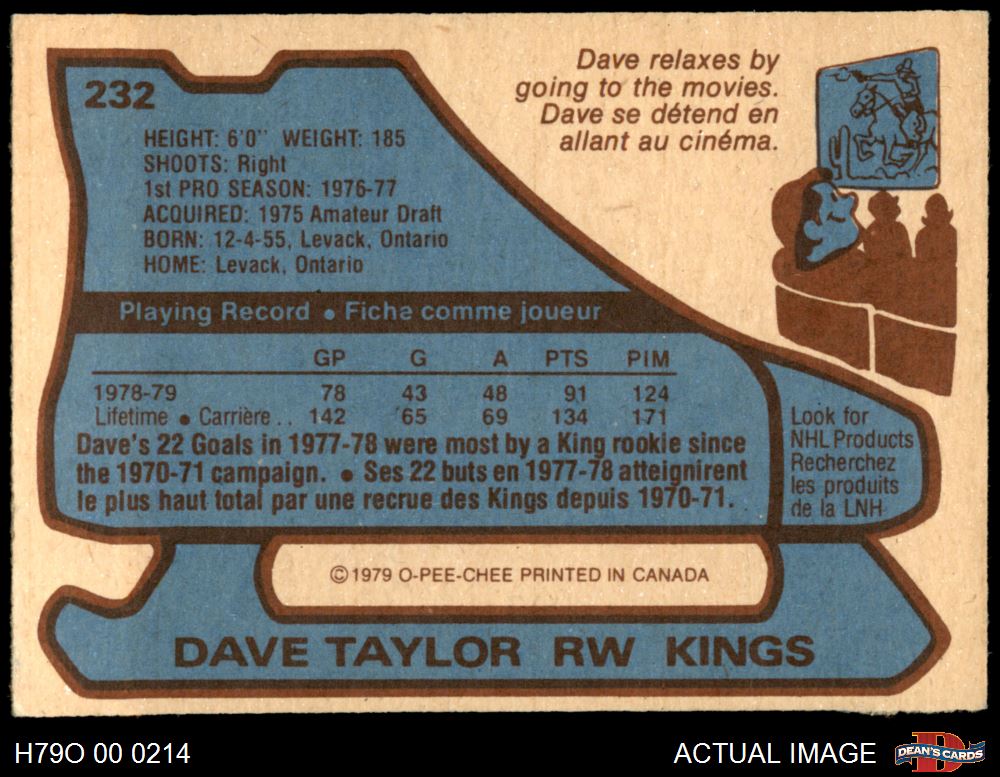 Dave relaxes by
going to the movies.
Dave se détend en
allant au cinéma.
232
HEIGHT: 6'0" WEIGHT: 185
SHOOTS: Right
1st PRO SEASON: 1976-77
ACQUIRED: 1975 Amateur Draft
BORN: 12-4-55, Levack, Ontario
HOME: Levack, Ontario
Playing Record • Fiche comme joueur
GP G A PTS PIM
1978-79 78 43 48 91 124
Lifetime • Carrière .. 142 65 69 134 171
Dave's 22 Goals in 1977-78 were most by a King rookie since
the 1970-71 campaign. • Ses 22 buts en 1977-78 atteignirent
le plus haut total par une recrue des Kings depuis 1970-71.
Look for
NHL Products
Recherchez
les produits
de la LNH
© 1979 O-PEE-CHEE PRINTED IN CANADA
DAVE TAYLOR RW KINGS
H79O 00 0214
ACTUAL IMAGE
DEAN'S CARDS